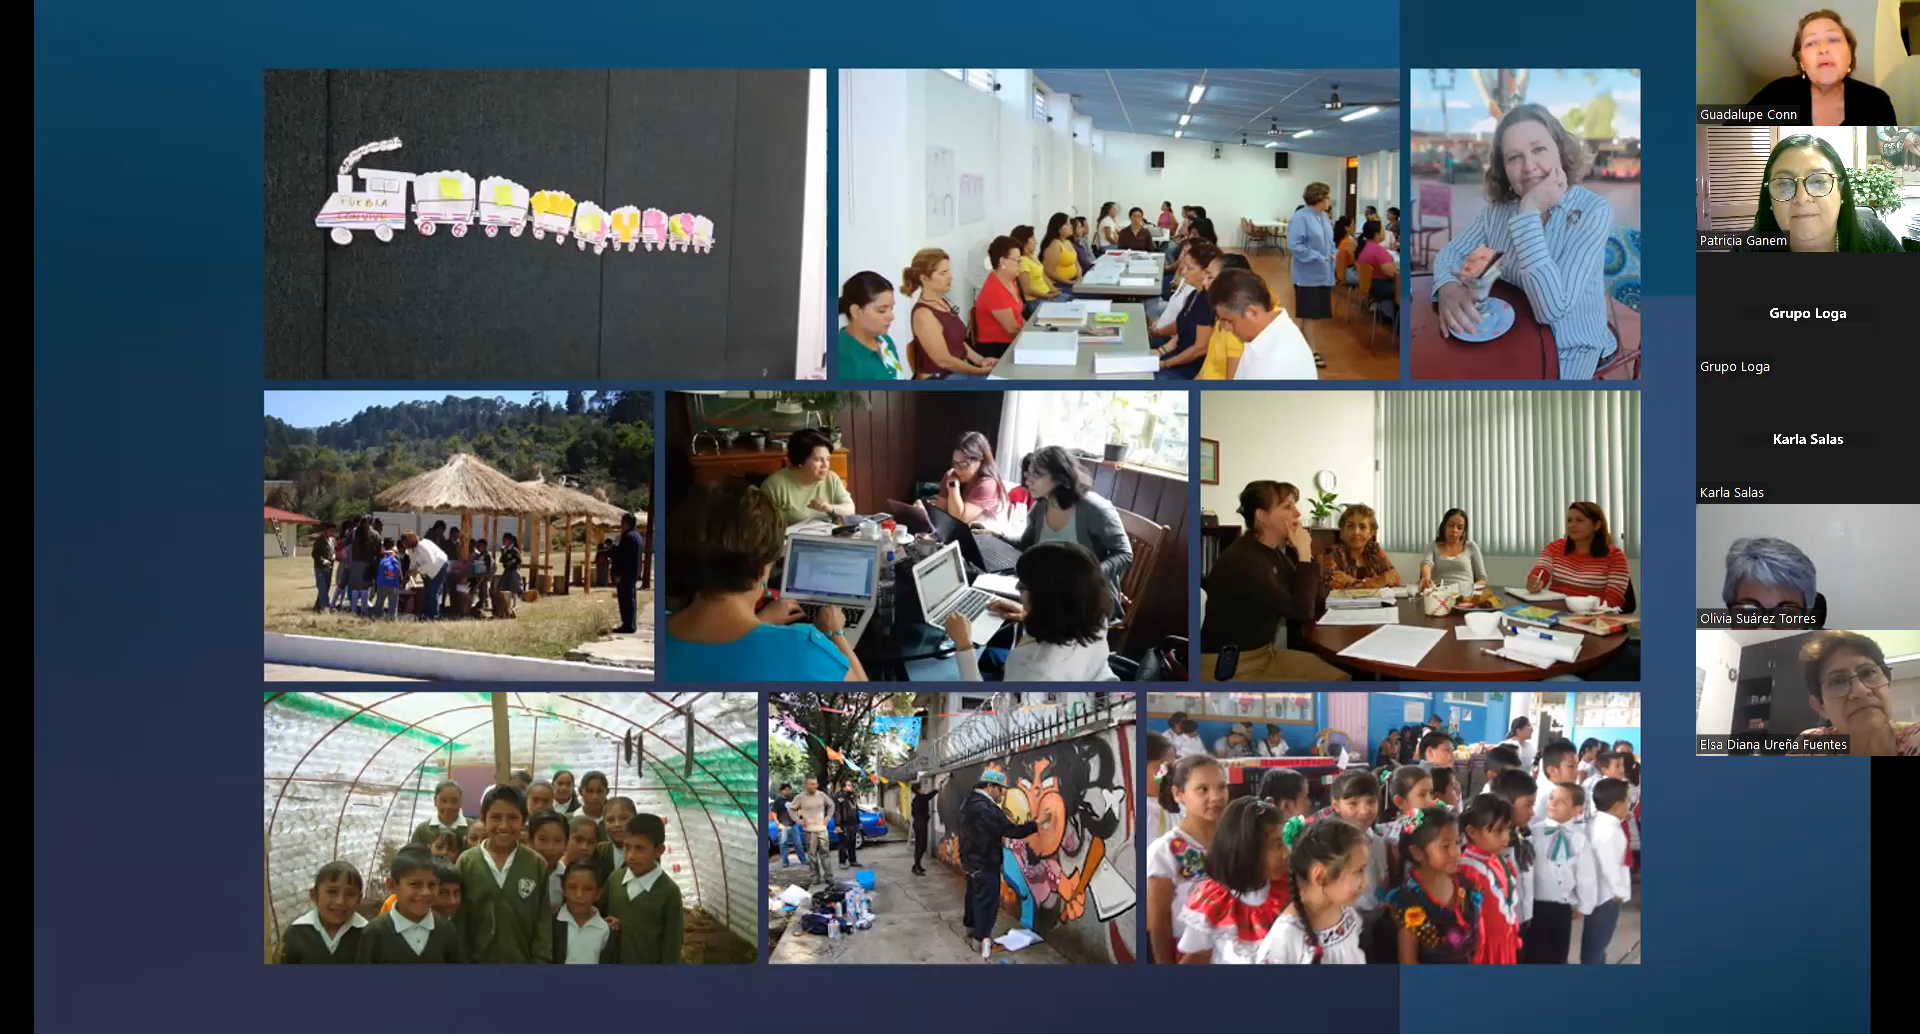 PUEBLA
CONVIVE
Guadalupe Conn
Patricia Ganem
Grupo Loga
Grupo Loga
Karla Salas
Karla Salas
Olivia Suárez Torres
Elsa Diana Ureña Fuentes